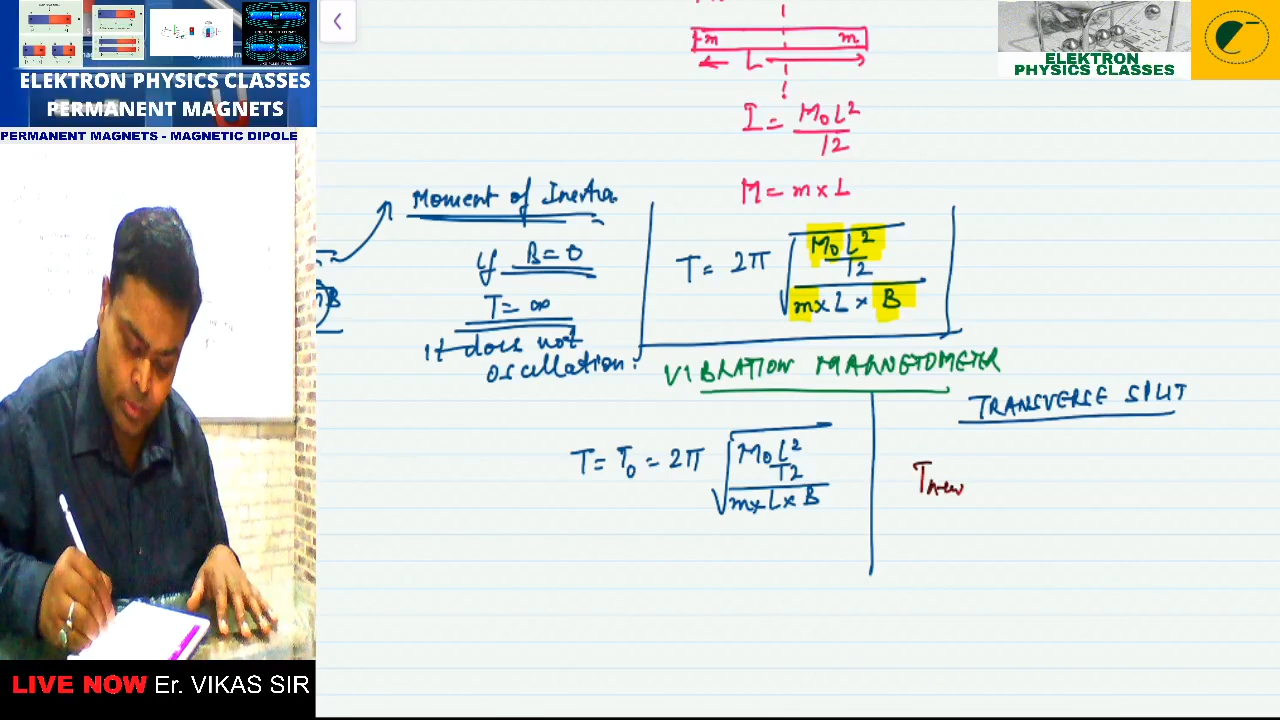 ELEKTRON PHYSICS CLASSES
PERMANENT MAGNETS
PERMANENT MAGNETS - MAGNETIC DIPOLE
ELEKTRON
PHYSICS CLASSES
-m m
L
I = M₀L²/12
M = m × L
Moment of Inertia
if B = 0
T = ∞
It does not
oscillation.
T = 2π √((M₀L²/12)/(m × L × B))
VIBRATION MAGNETOMETER
T = T₀ = 2π √((M₀L²/12)/(m × L × B))
TRANSVERSE SPLIT
Tnew
LIVE NOW Er. VIKAS SIR